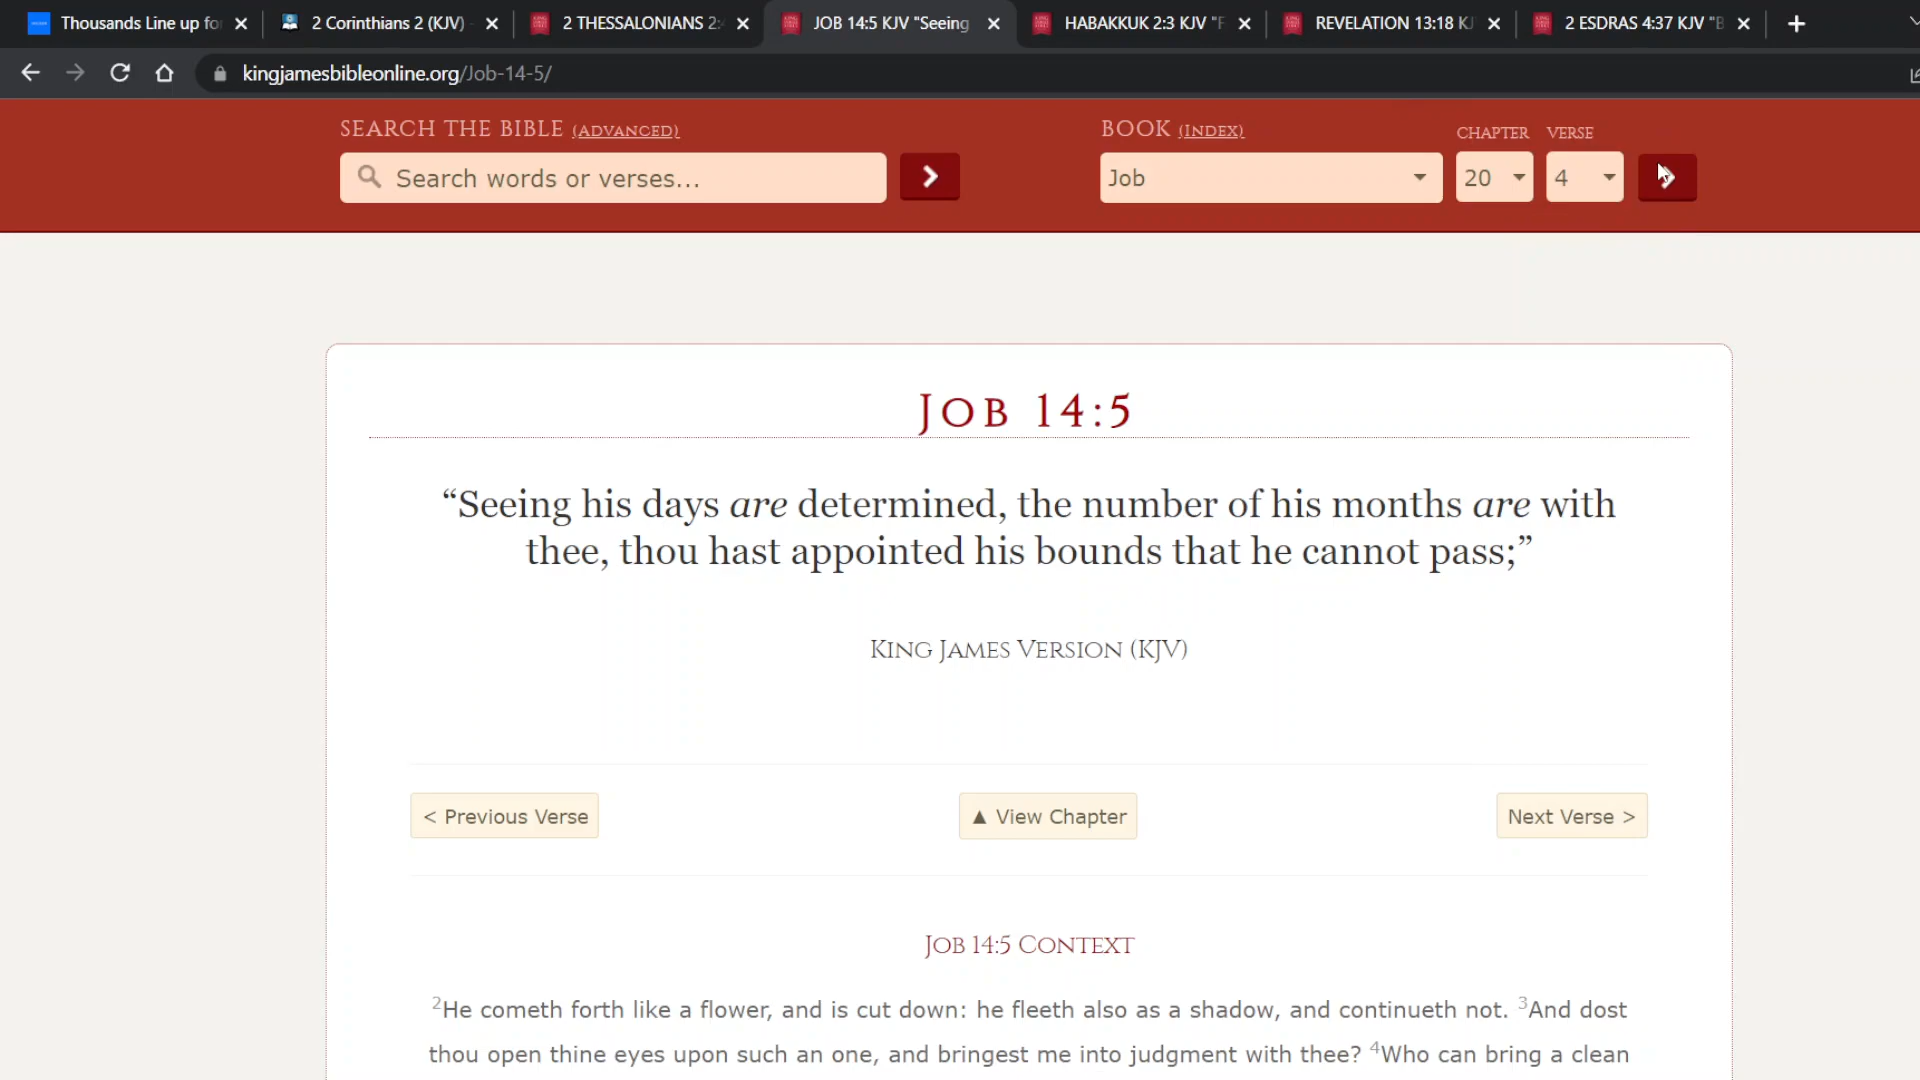 Thousands Line up fo
2 Corinthians 2 (KJV)
2 THESSALONIANS 2:
JOB 14:5 KJV "Seeing
HABAKKUK 2:3 KJV "F
REVELATION 13:18 KJ
2 ESDRAS 4:37 KJV "B
kingjamesbibleonline.org/Job-14-5/
SEARCH THE BIBLE (ADVANCED)
BOOK (INDEX)
CHAPTER VERSE
Search words or verses...
Job
20
4
JOB 14:5
“Seeing his days are determined, the number of his months are with
thee, thou hast appointed his bounds that he cannot pass;”
KING JAMES VERSION (KJV)
< Previous Verse
▲ View Chapter
Next Verse >
JOB 14:5 CONTEXT
2He cometh forth like a flower, and is cut down: he fleeth also as a shadow, and continueth not. 3And dost
thou open thine eyes upon such an one, and bringest me into judgment with thee? 4Who can bring a clean